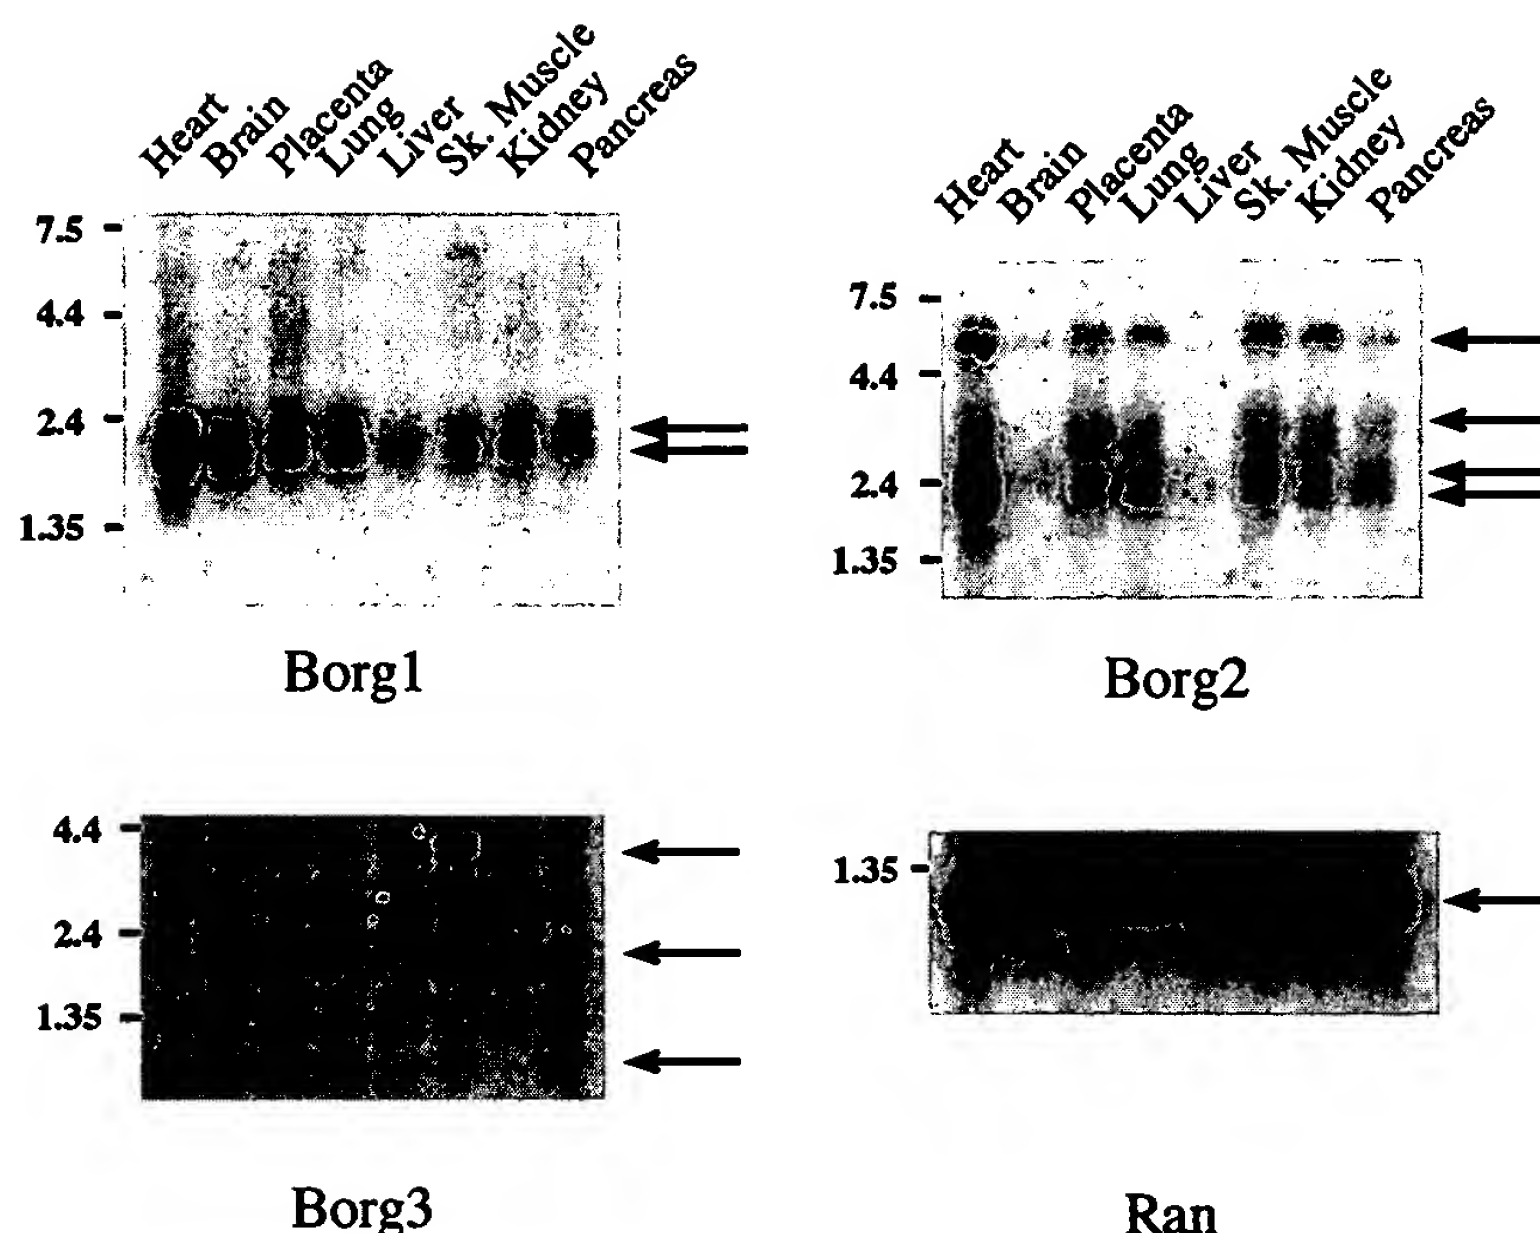 Heart
Brain
Placenta
Lung
Liver
Sk. Muscle
Kidney
Pancreas
7.5
4.4
2.4
1.35
Borg1
Heart
Brain
Placenta
Lung
Liver
Sk. Muscle
Kidney
Pancreas
7.5
4.4
2.4
1.35
Borg2
4.4
2.4
1.35
Borg3
1.35
Ran